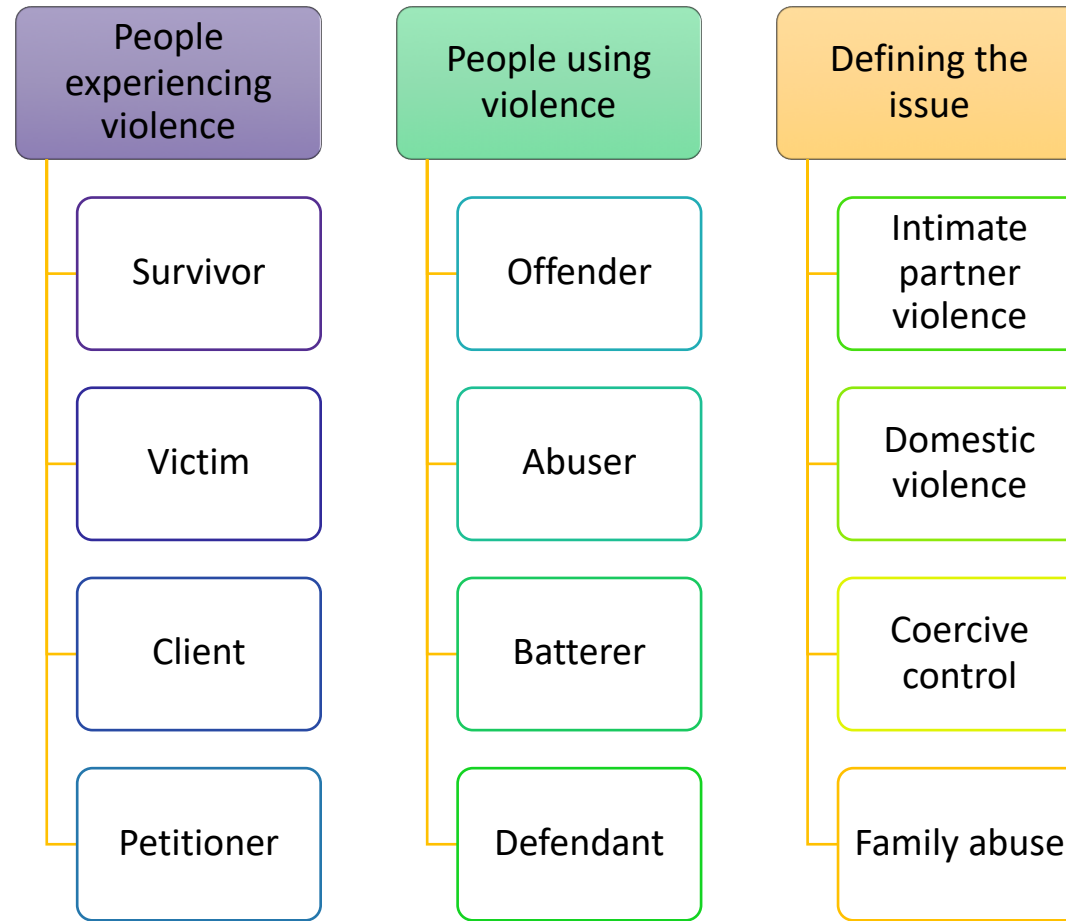 People
experiencing
violence
Survivor
Victim
Client
Petitioner
People using
violence
Offender
Abuser
Batterer
Defendant
Defining the
issue
Intimate
partner
violence
Domestic
violence
Coercive
control
Family abuse